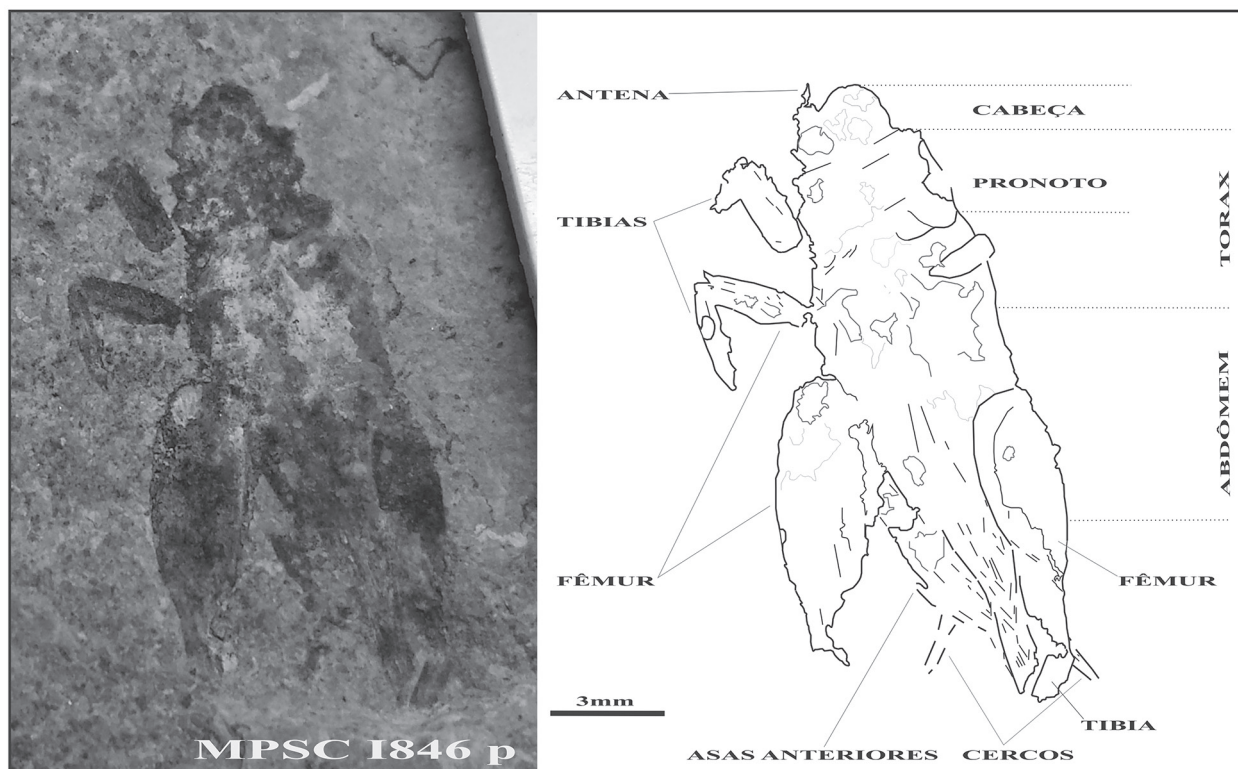 MPSC I846 p
ANTENA
CABEÇA
PRONOTO
TORAX
TIBIAS
ABDÔMEM
FÊMUR
FÊMUR
3mm
TIBIA
ASAS ANTERIORES
CERCOS